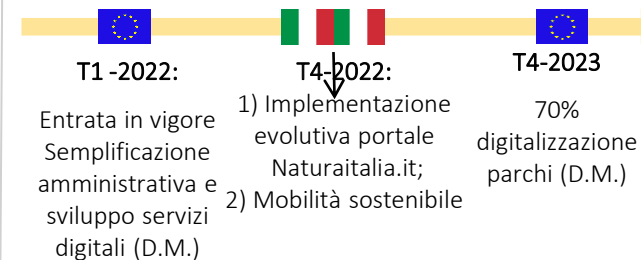 T1 -2022:
Entrata in vigore
Semplificazione
amministrativa e
sviluppo servizi
digitali (D.M.)
T4-2022:
1) Implementazione
evolutiva portale
Naturaitalia.it;
2) Mobilità sostenibile
T4-2023
70%
digitalizzazione
parchi (D.M.)